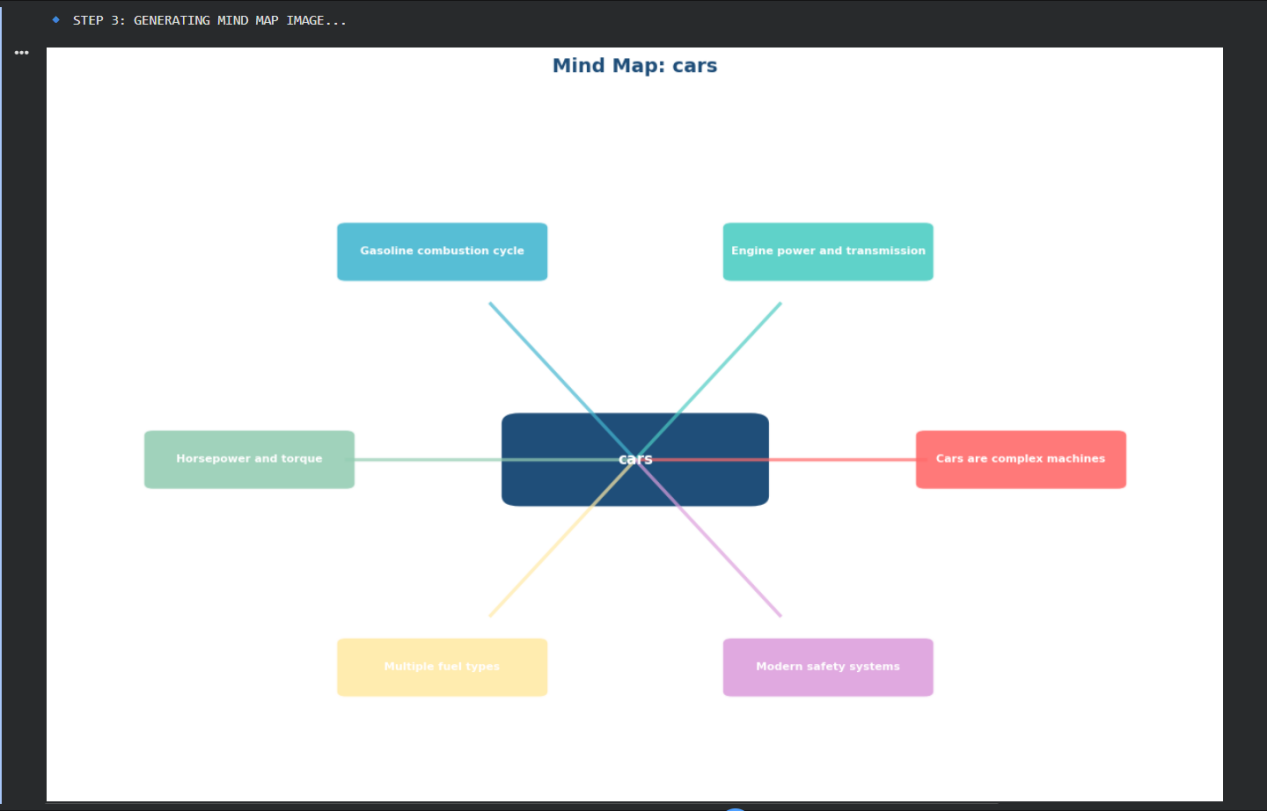 STEP 3: GENERATING MIND MAP IMAGE...
Mind Map: cars
Gasoline combustion cycle
Engine power and transmission
Horsepower and torque
cars
Cars are complex machines
Multiple fuel types
Modern safety systems